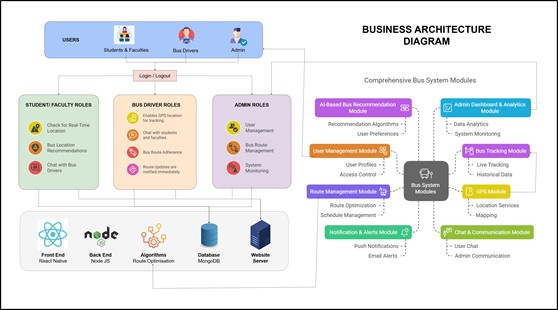 BUSINESS ARCHITECTURE
DIAGRAM
USERS
Students & Faculties
Bus Drivers
Admin
Login / Logout
STUDENT/ FACULTY ROLES
Check for Real-Time
Location
Bus Location
Recommendations
Chat with Bus
Drivers
BUS DRIVER ROLES
Enables GPS location
for tracking
Chat with students
and faculties
Bus Route Adherence
Route Updates are
notified immediately
ADMIN ROLES
User
Management
Bus Route
Management
System
Monitoring
Front End
React Native
node
JS
Back End
Node JS
Algorithms
Route Optimisation
Database
MongoDB
Website
Server
Comprehensive Bus System Modules
AI-Based Bus Recommendation
Module
Recommendation Algorithms
User Preferences
User Management Module
User Profiles
Access Control
Route Management Module
Route Optimization
Schedule Management
Notification & Alerts Module
Push Notifications
Email Alerts
Bus System
Modules
Admin Dashboard & Analytics
Module
Data Analytics
System Monitoring
Bus Tracking Module
Live Tracking
Historical Data
GPS Module
Location Services
Mapping
Chat & Communication Module
User Chat
Admin Communication